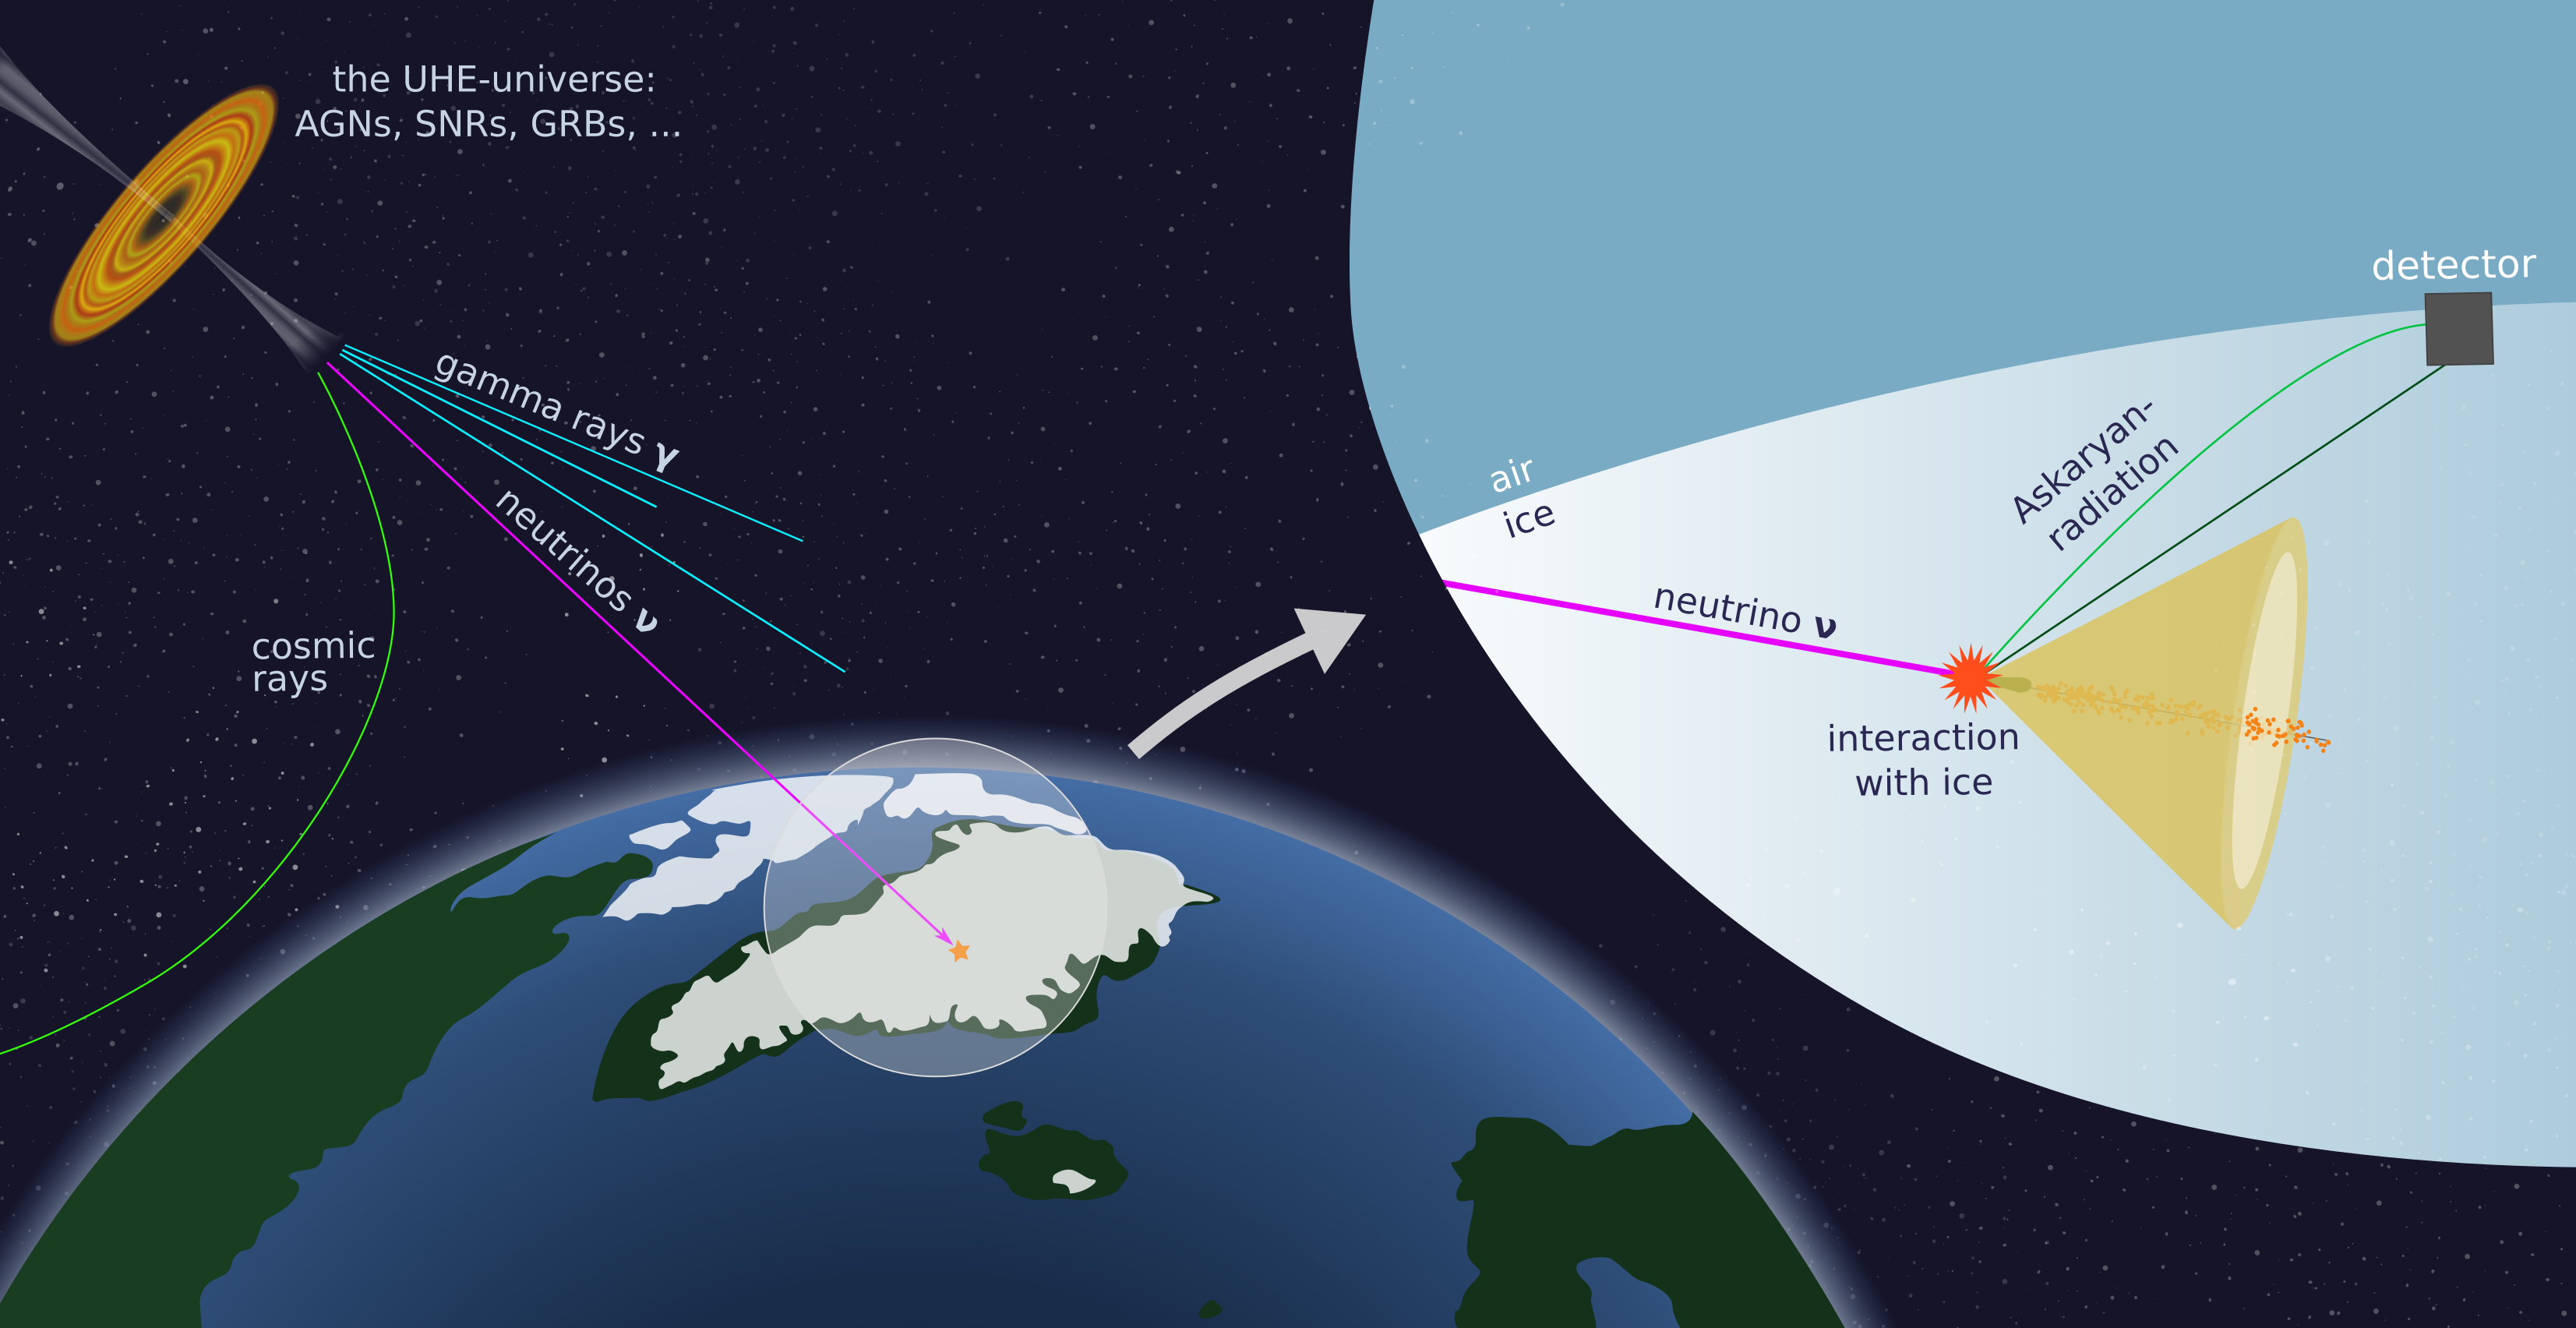 the UHE-universe:
AGNs, SNRs, GRBs, ...
gamma rays γ
neutrinos ν
cosmic
rays
detector
air
ice
Askaryan-
radiation
neutrino ν
interaction
with ice